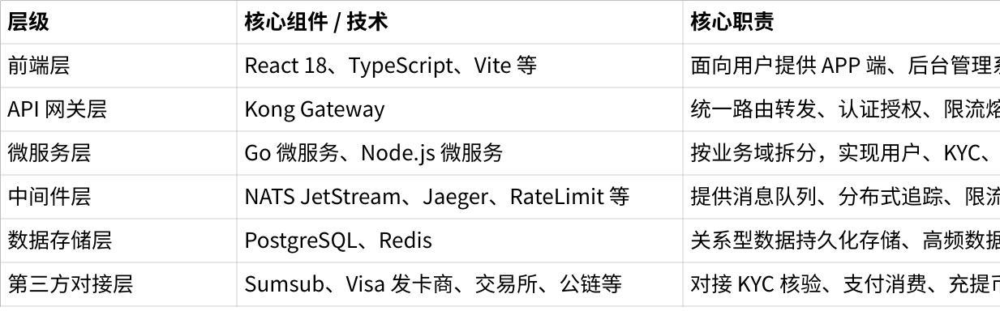 层级 核心组件 / 技术 核心职责
前端层 React 18、TypeScript、Vite 等 面向用户提供 APP 端、后台管理
API 网关层 Kong Gateway 统一路由转发、认证授权、限流
微服务层 Go 微服务、Node.js 微服务 按业务域拆分，实现用户、KYC、
中间件层 NATS JetStream、Jaeger、RateLimit 等 提供消息队列、分布式追踪、限流
数据存储层 PostgreSQL、Redis 关系型数据持久化存储、高频数据
第三方对接层 Sumsub、Visa 发卡商、交易所、公链等 对接 KYC 核验、支付消费、充提